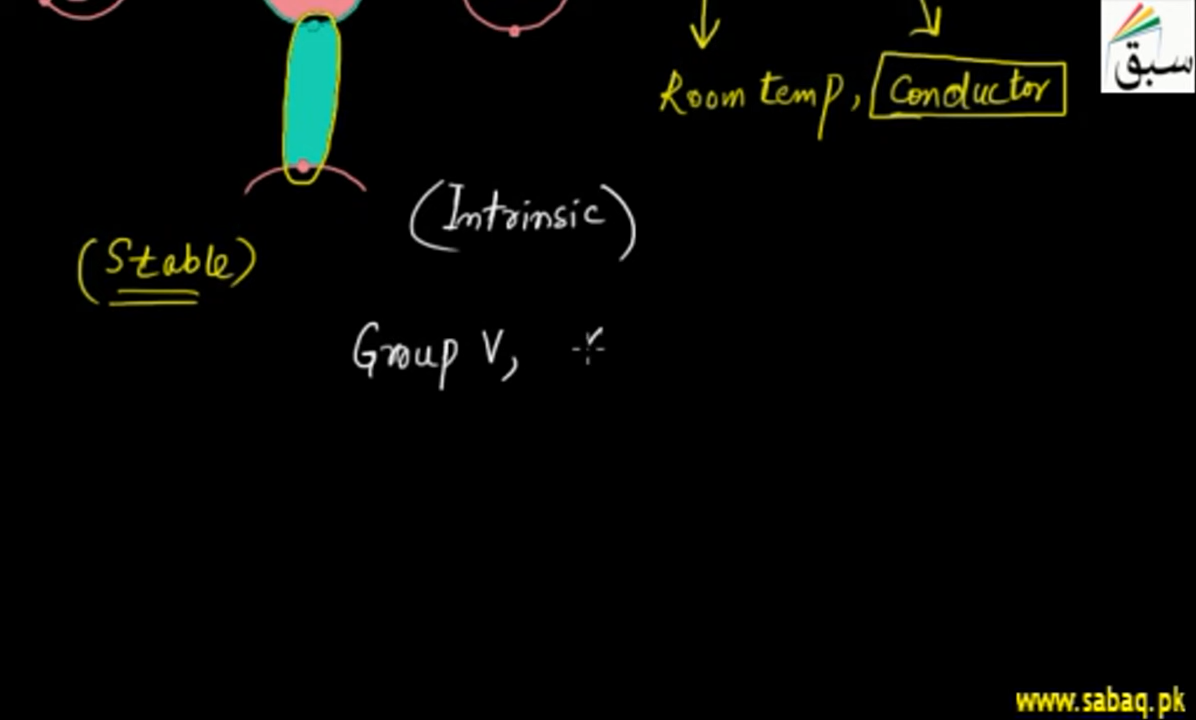 سبق
Room temp, Conductor
(Intrinsic)
(Stable)
Group V,
www.sabaq.pk